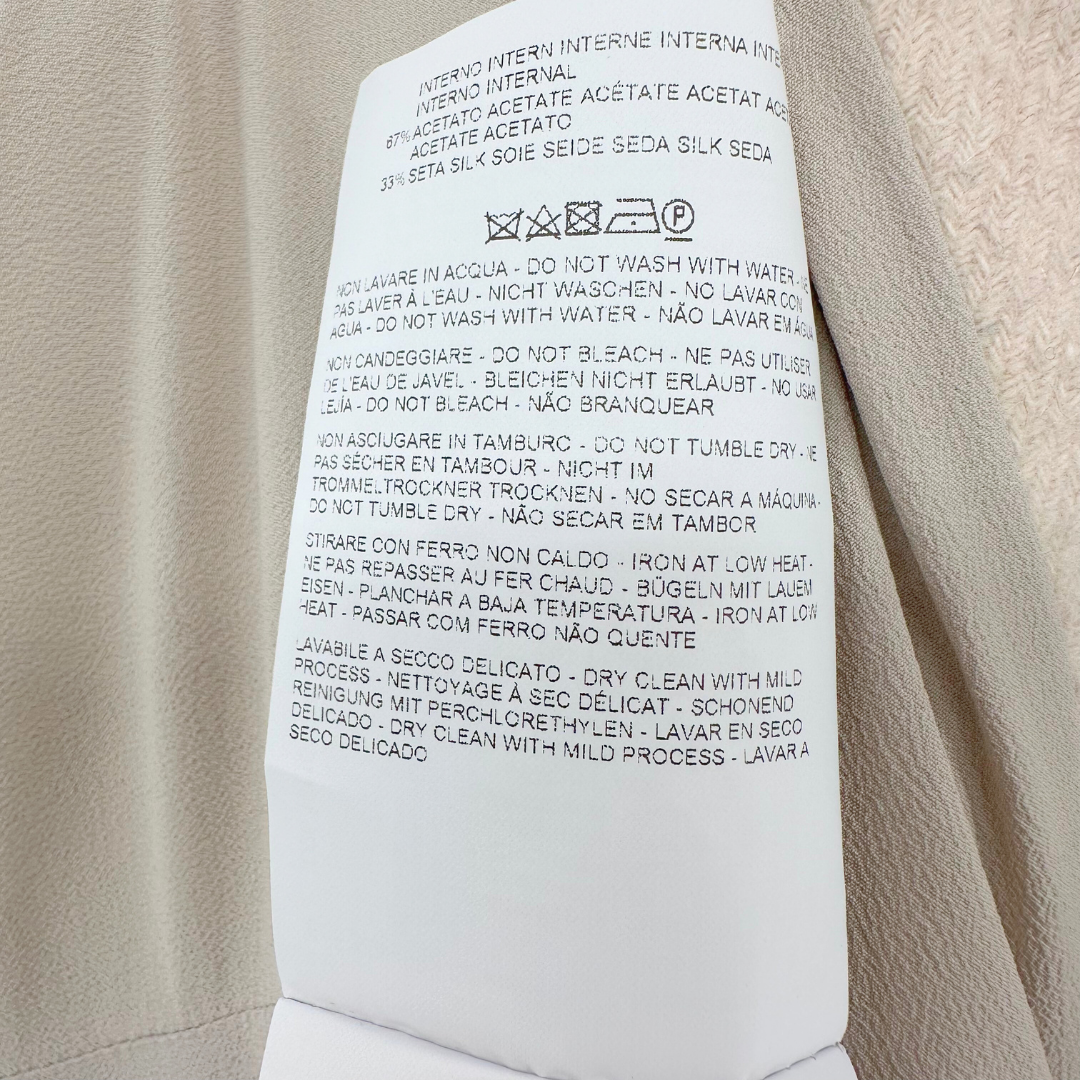 INTERNO INTERN INTERNE INTERNA INTE
INTERNO INTERNAL
67% ACETATO ACETATE ACÉTATE ACETAT ACE
ACETATE ACETATO
33% SETA SILK SOIE SEIDE SEDA SILK SEDA
P
NON LAVARE IN ACQUA - DO NOT WASH WITH WATER - NE
PAS LAVER À L'EAU - NICHT WASCHEN - NO LAVAR CON
AGUA - DO NOT WASH WITH WATER - NÃO LAVAR EM ÁGUA
NON CANDEGGIARE - DO NOT BLEACH - NE PAS UTILISER
DE L'EAU DE JAVEL - BLEICHEN NICHT ERLAUBT - NO USAR
LEJÍA - DO NOT BLEACH - NÃO BRANQUEAR
NON ASCIUGARE IN TAMBURO - DO NOT TUMBLE DRY - NE
PAS SÉCHER EN TAMBOUR - NICHT IM
TROMMELTROCKNER TROCKNEN - NO SECAR A MÁQUINA -
DO NOT TUMBLE DRY - NÃO SECAR EM TAMBOR
STIRARE CON FERRO NON CALDO - IRON AT LOW HEAT -
NE PAS REPASSER AU FER CHAUD - BÜGELN MIT LAUEM
EISEN - PLANCHAR A BAJA TEMPERATURA - IRON AT LOW
HEAT - PASSAR COM FERRO NÃO QUENTE
LAVABILE A SECCO DELICATO - DRY CLEAN WITH MILD
PROCESS - NETTOYAGE À SEC DÉLICAT - SCHONEND
REINIGUNG MIT PERCHLORETHYLEN - LAVAR EN SECO
DELICADO - DRY CLEAN WITH MILD PROCESS - LAVAR A
SECO DELICADO